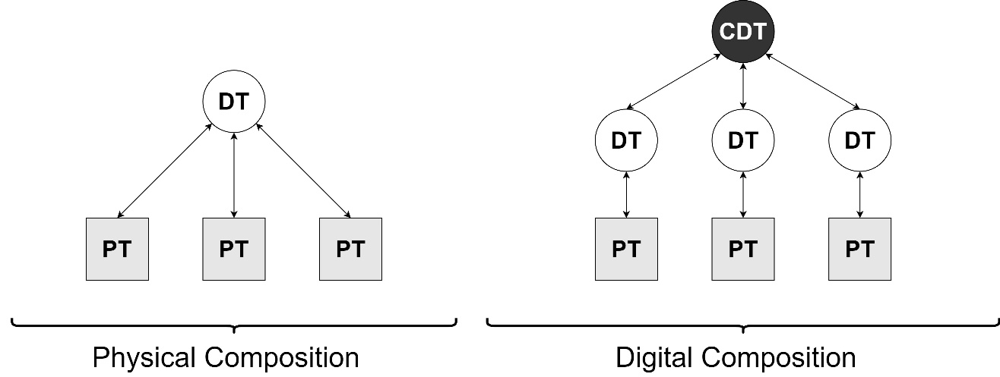 CDT
DT
DT DT DT
PT PT PT
PT PT PT
Physical Composition
Digital Composition